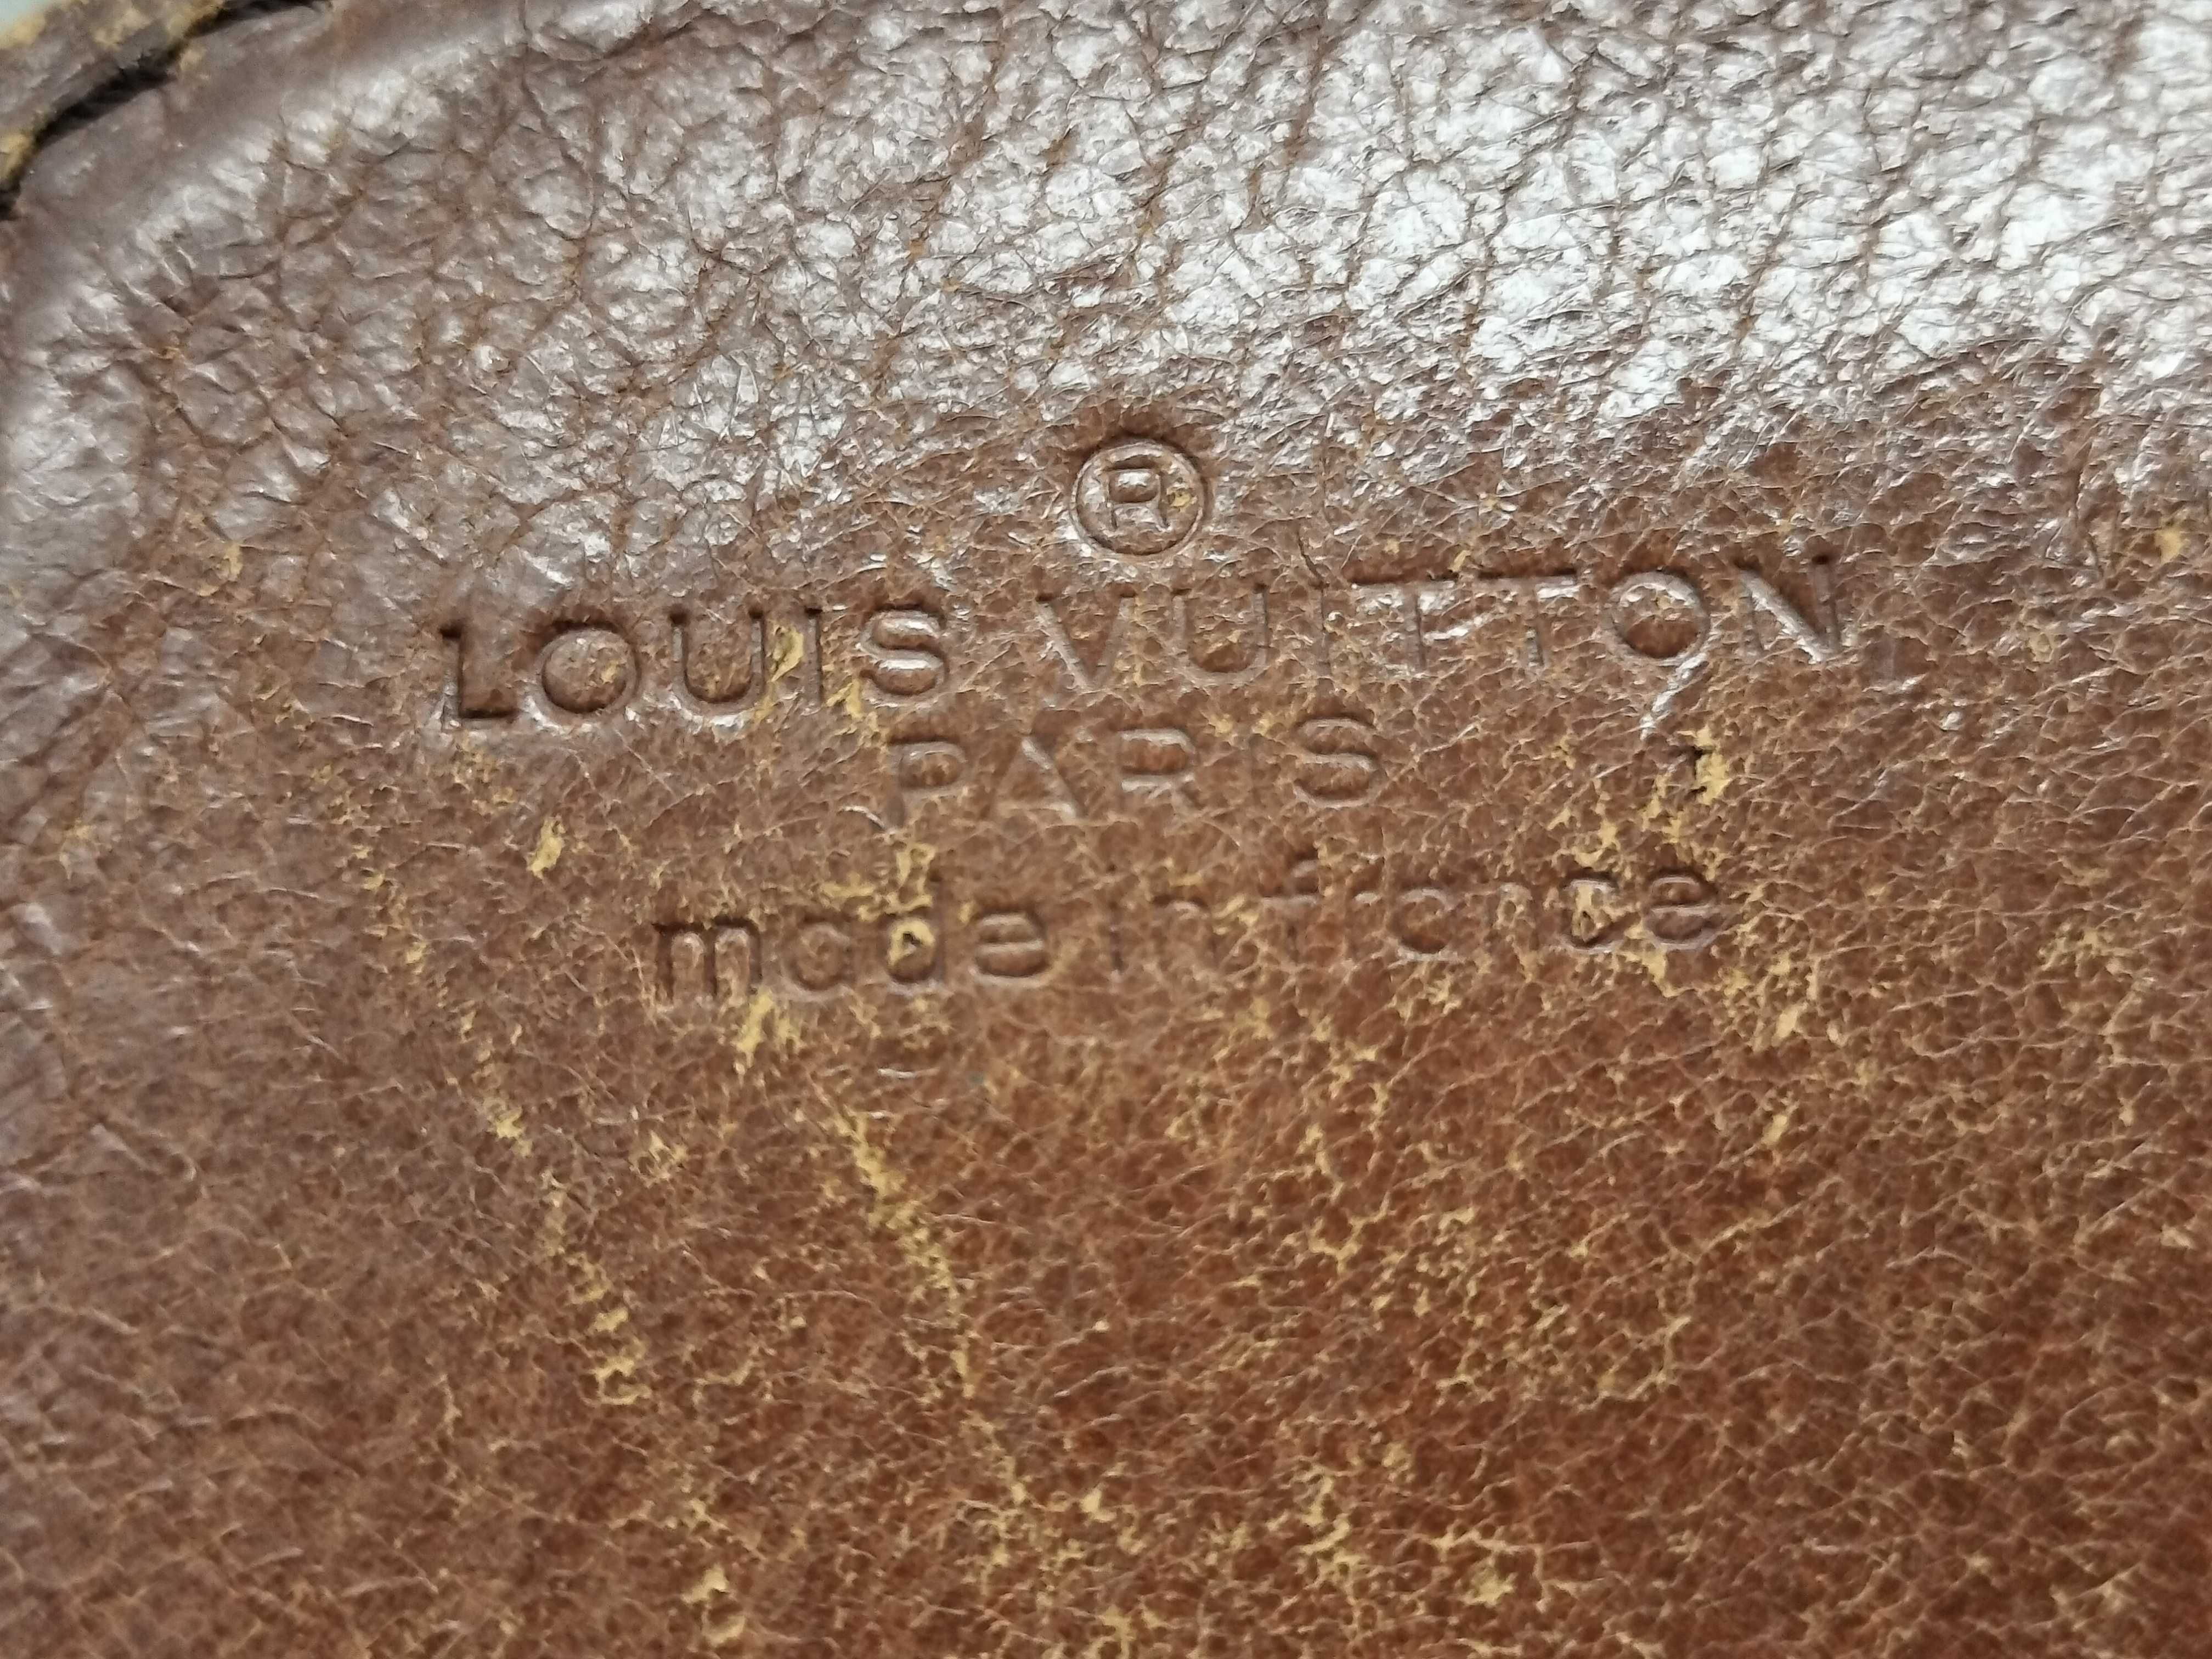 ®
LOUIS VUITTON
PARIS
made in france